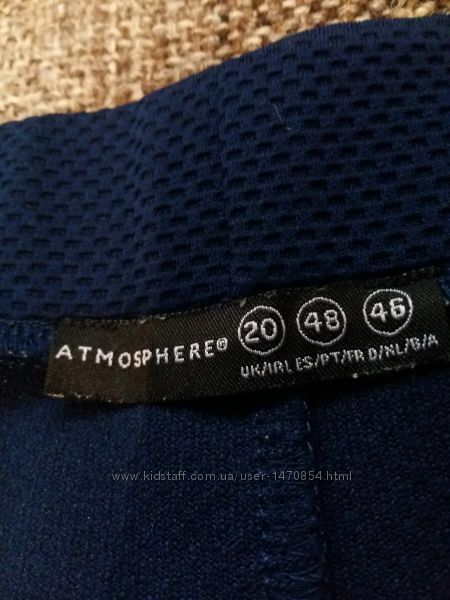 ATMOSPHERE® 20 48 46
UK/IRL ES/PT/FR D/NL/B/A
www.kidstaff.com.ua/user-1470854.html